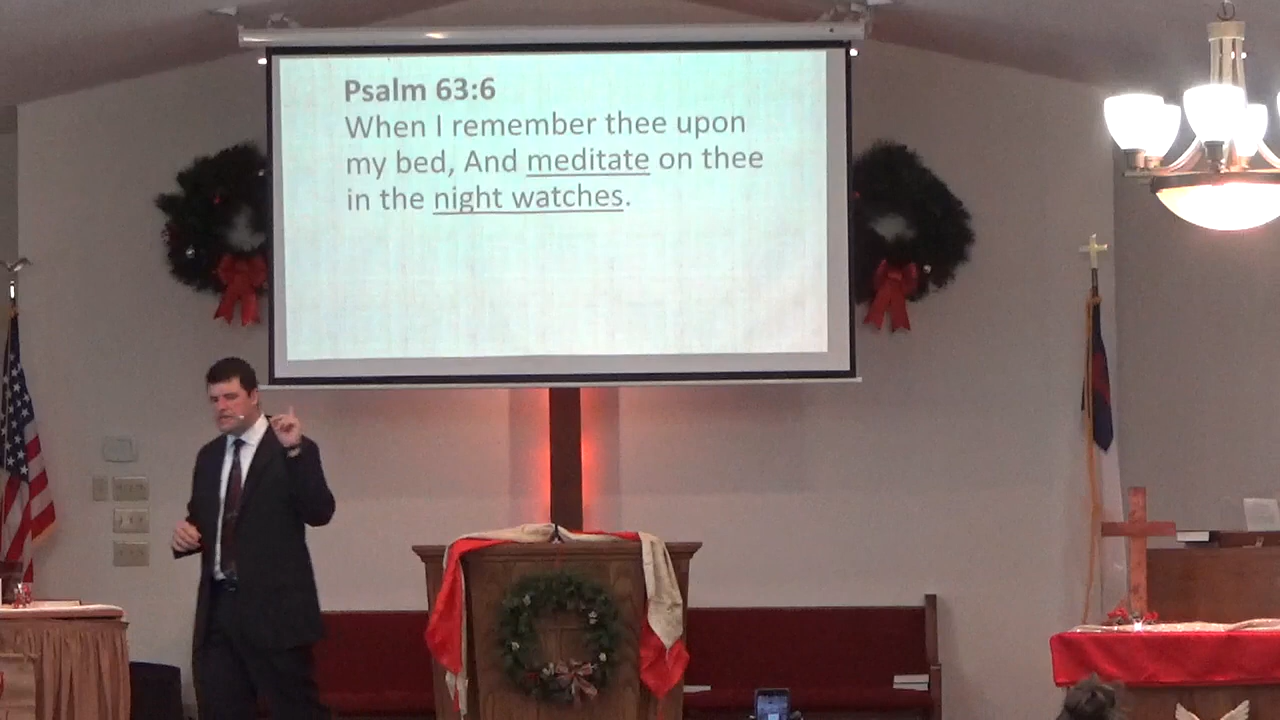 Psalm 63:6
When I remember thee upon
my bed, And meditate on thee
in the night watches.